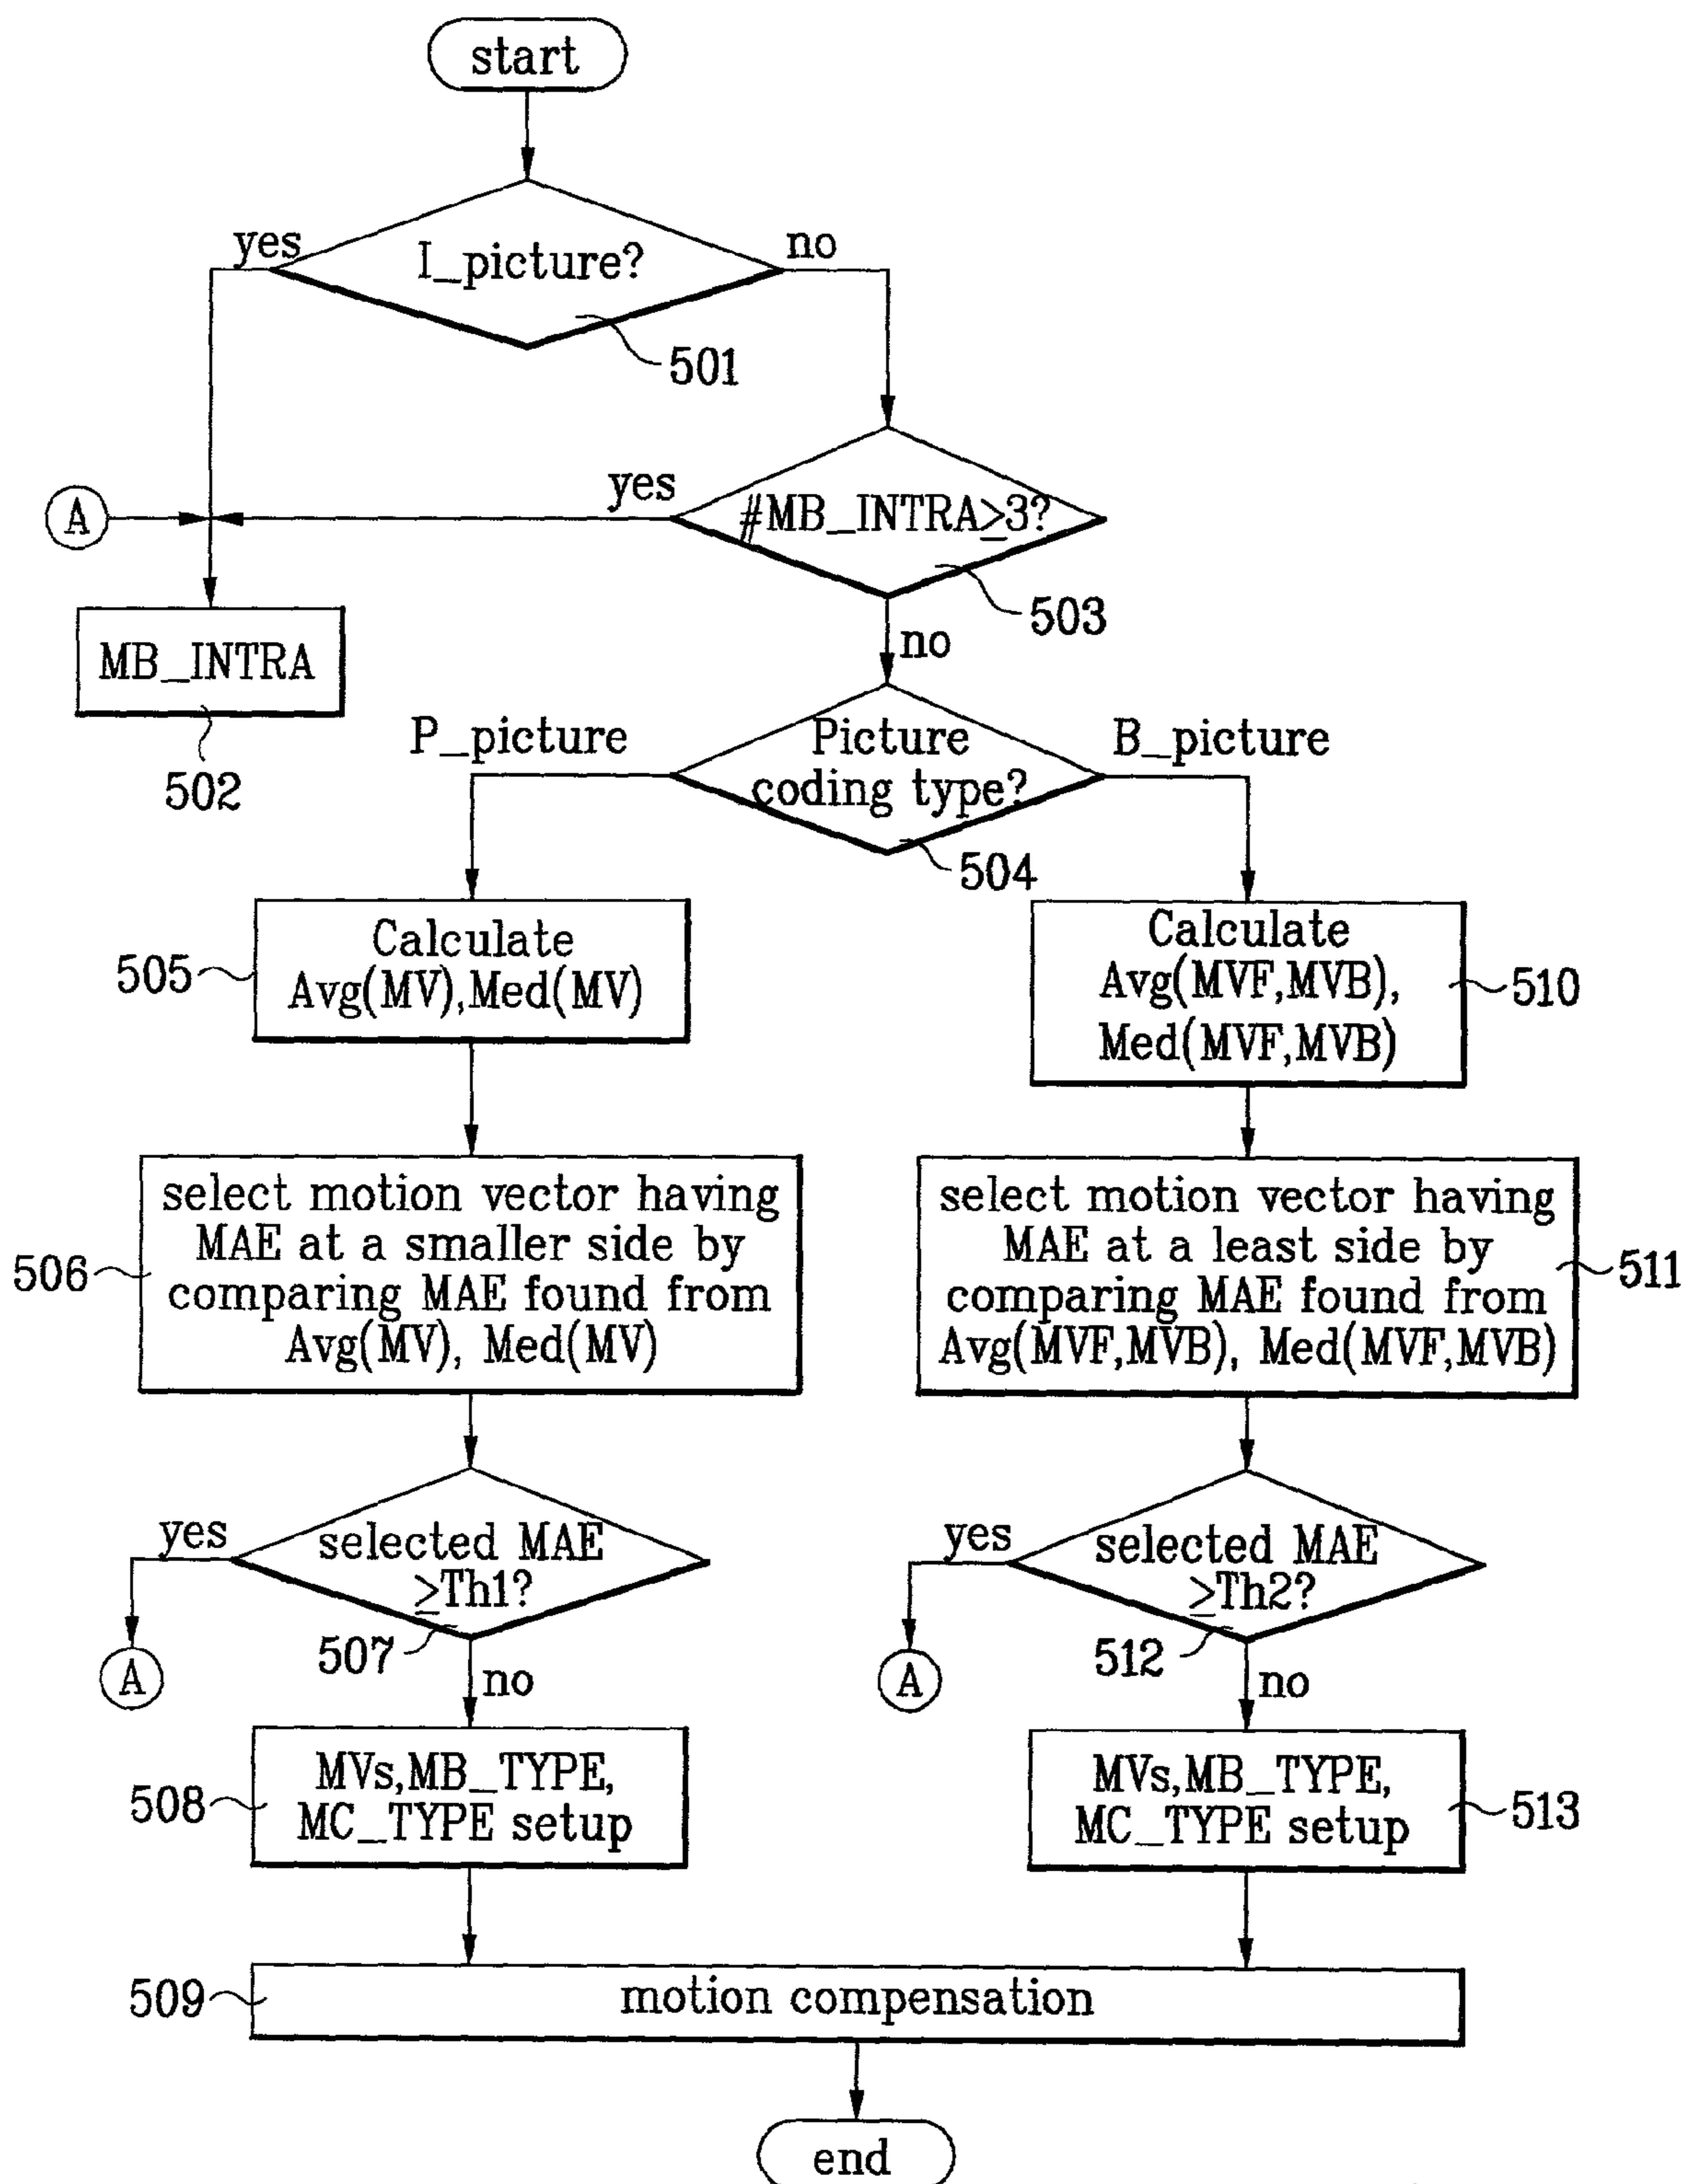 start
yes
I_picture?
no
501
A
yes
#MB_INTRA≥3?
503
no
MB_INTRA
502
P_picture
Picture
coding type?
B_picture
504
505
Calculate
Avg(MV),Med(MV)
Calculate
Avg(MVF,MVB),
Med(MVF,MVB)
510
506
select motion vector having
MAE at a smaller side by
comparing MAE found from
Avg(MV), Med(MV)
select motion vector having
MAE at a least side by
comparing MAE found from
Avg(MVF,MVB), Med(MVF,MVB)
511
yes
selected MAE
≥Th1?
507
A
no
yes
selected MAE
≥Th2?
512
A
no
508
MVs,MB_TYPE,
MC_TYPE setup
MVs,MB_TYPE,
MC_TYPE setup
513
509
motion compensation
end